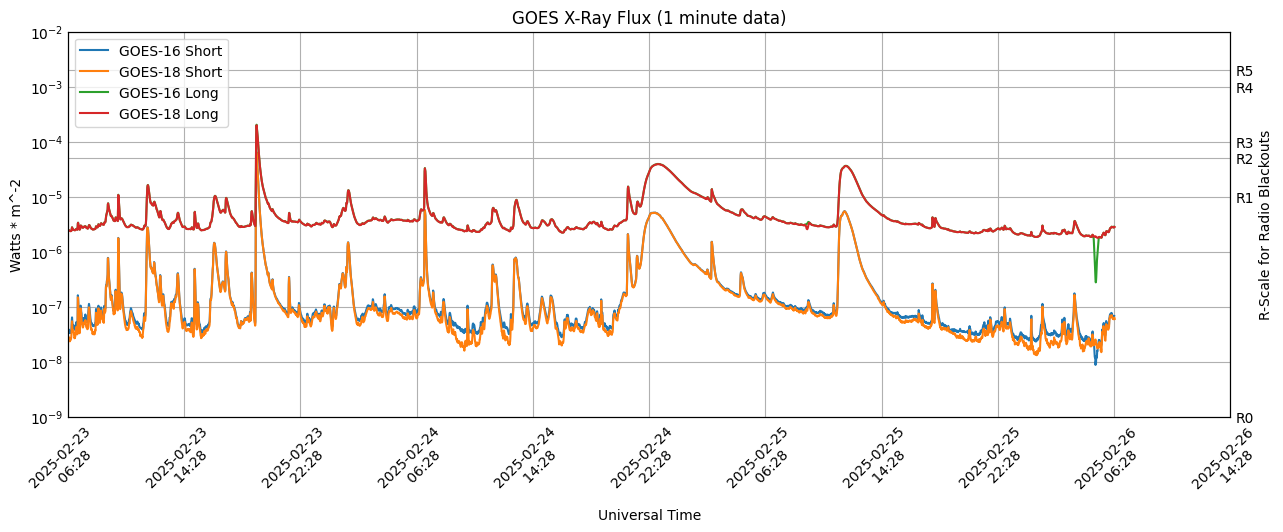 GOES X-Ray Flux (1 minute data)
GOES-16 Short
GOES-18 Short
GOES-16 Long
GOES-18 Long
10^-2
10^-3
10^-4
10^-5
10^-6
10^-7
10^-8
10^-9
Watts * m^-2
R5
R4
R3
R2
R1
R0
R-Scale for Radio Blackouts
2025-02-23
06:28
2025-02-23
14:28
2025-02-23
22:28
2025-02-24
06:28
2025-02-24
14:28
2025-02-24
22:28
2025-02-25
06:28
2025-02-25
14:28
2025-02-25
22:28
2025-02-26
06:28
2025-02-26
14:28
Universal Time